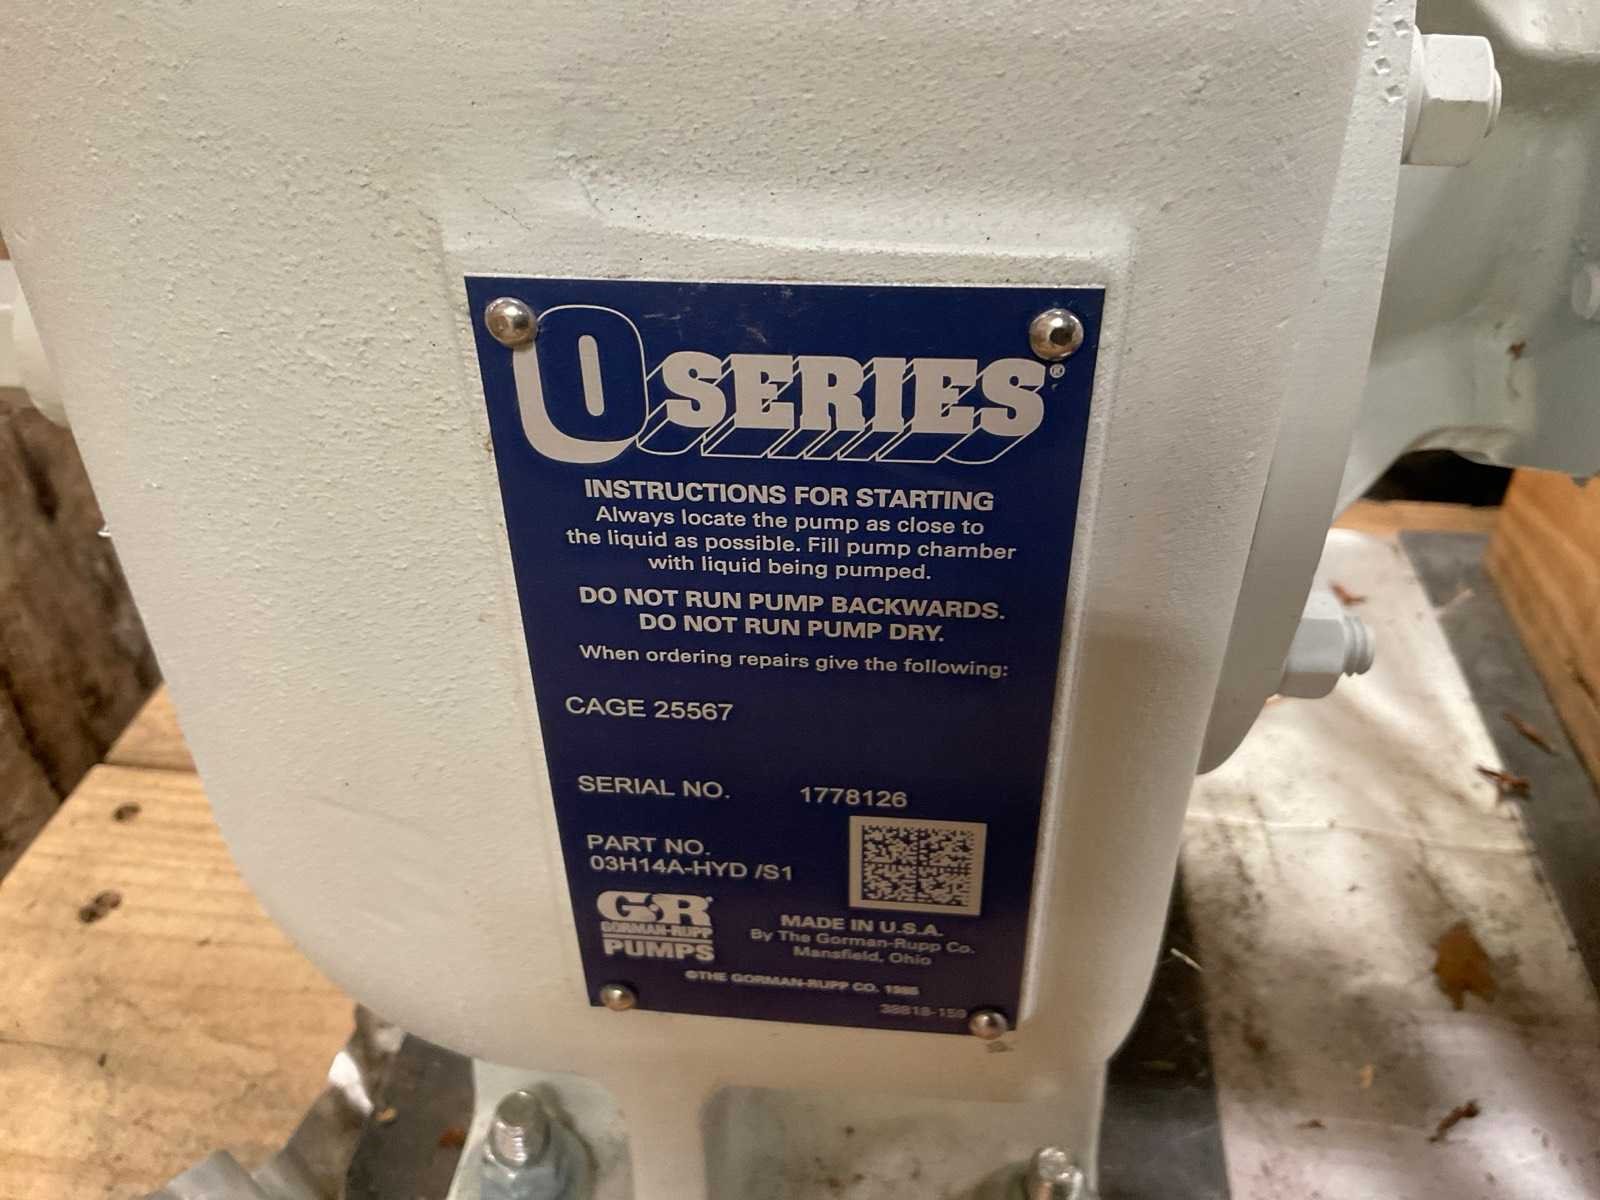 O SERIES®
INSTRUCTIONS FOR STARTING
Always locate the pump as close to
the liquid as possible. Fill pump chamber
with liquid being pumped.
DO NOT RUN PUMP BACKWARDS.
DO NOT RUN PUMP DRY.
When ordering repairs give the following:
CAGE 25567
SERIAL NO. 1778126
PART NO.
03H14A-HYD /S1
G&R
GORMAN-RUPP
PUMPS
MADE IN U.S.A.
By The Gorman-Rupp Co.
Mansfield, Ohio
©THE GORMAN-RUPP CO.
38818-159